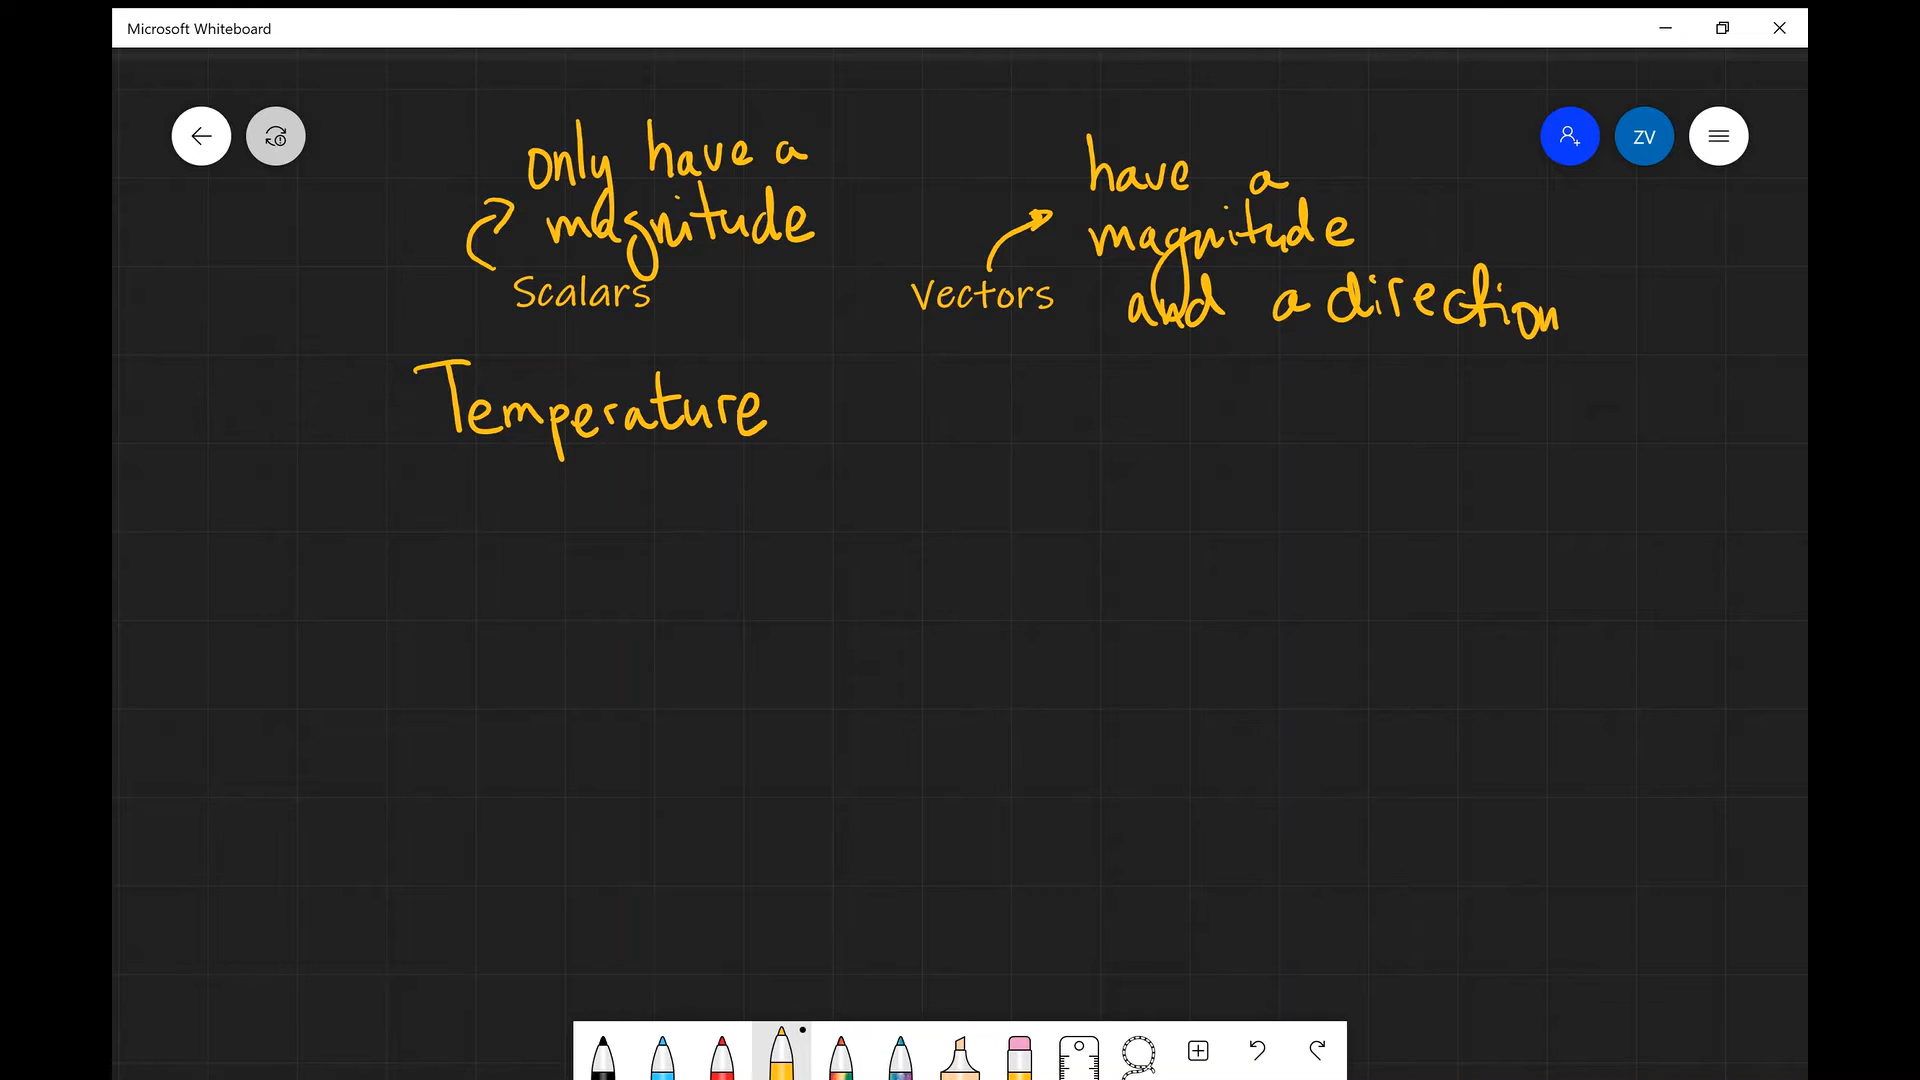 Microsoft Whiteboard
ZV
only have a
magnitude
Scalars
have a
magnitude
and a direction
Vectors
Temperature